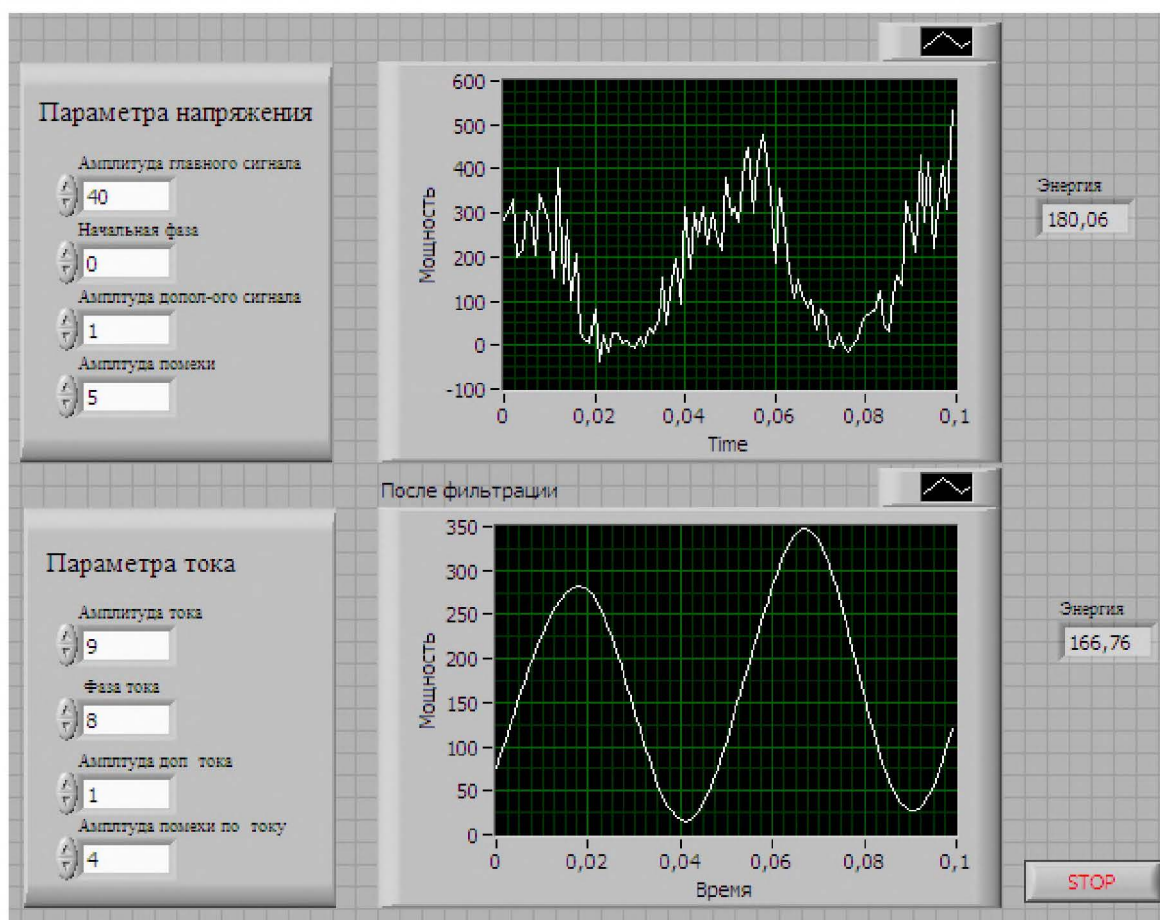 Параметра напряжения
Амплитуда главного сигнала
40
Начальная фаза
0
Амплтуда допол-ого сигнала
1
Амплтуда помехи
5
Мощность
600
500
400
300
200
100
0
-100
0 0,02 0,04 0,06 0,08 0,1
Time
Энергия
180,06
Параметра тока
Амплитуда тока
9
Фаза тока
8
Амплтуда доп тока
1
Амплтуда помехи по току
4
После фильтрации
Мощность
350
300
250
200
150
100
50
0
0 0,02 0,04 0,06 0,08 0,1
Время
Энергия
166,76
STOP